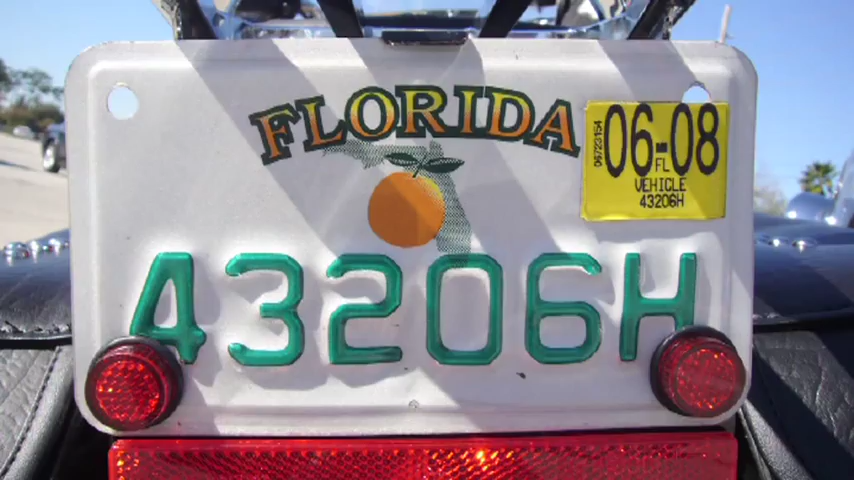 FLORIDA
06-08
FL
VEHICLE
43206H
43206H